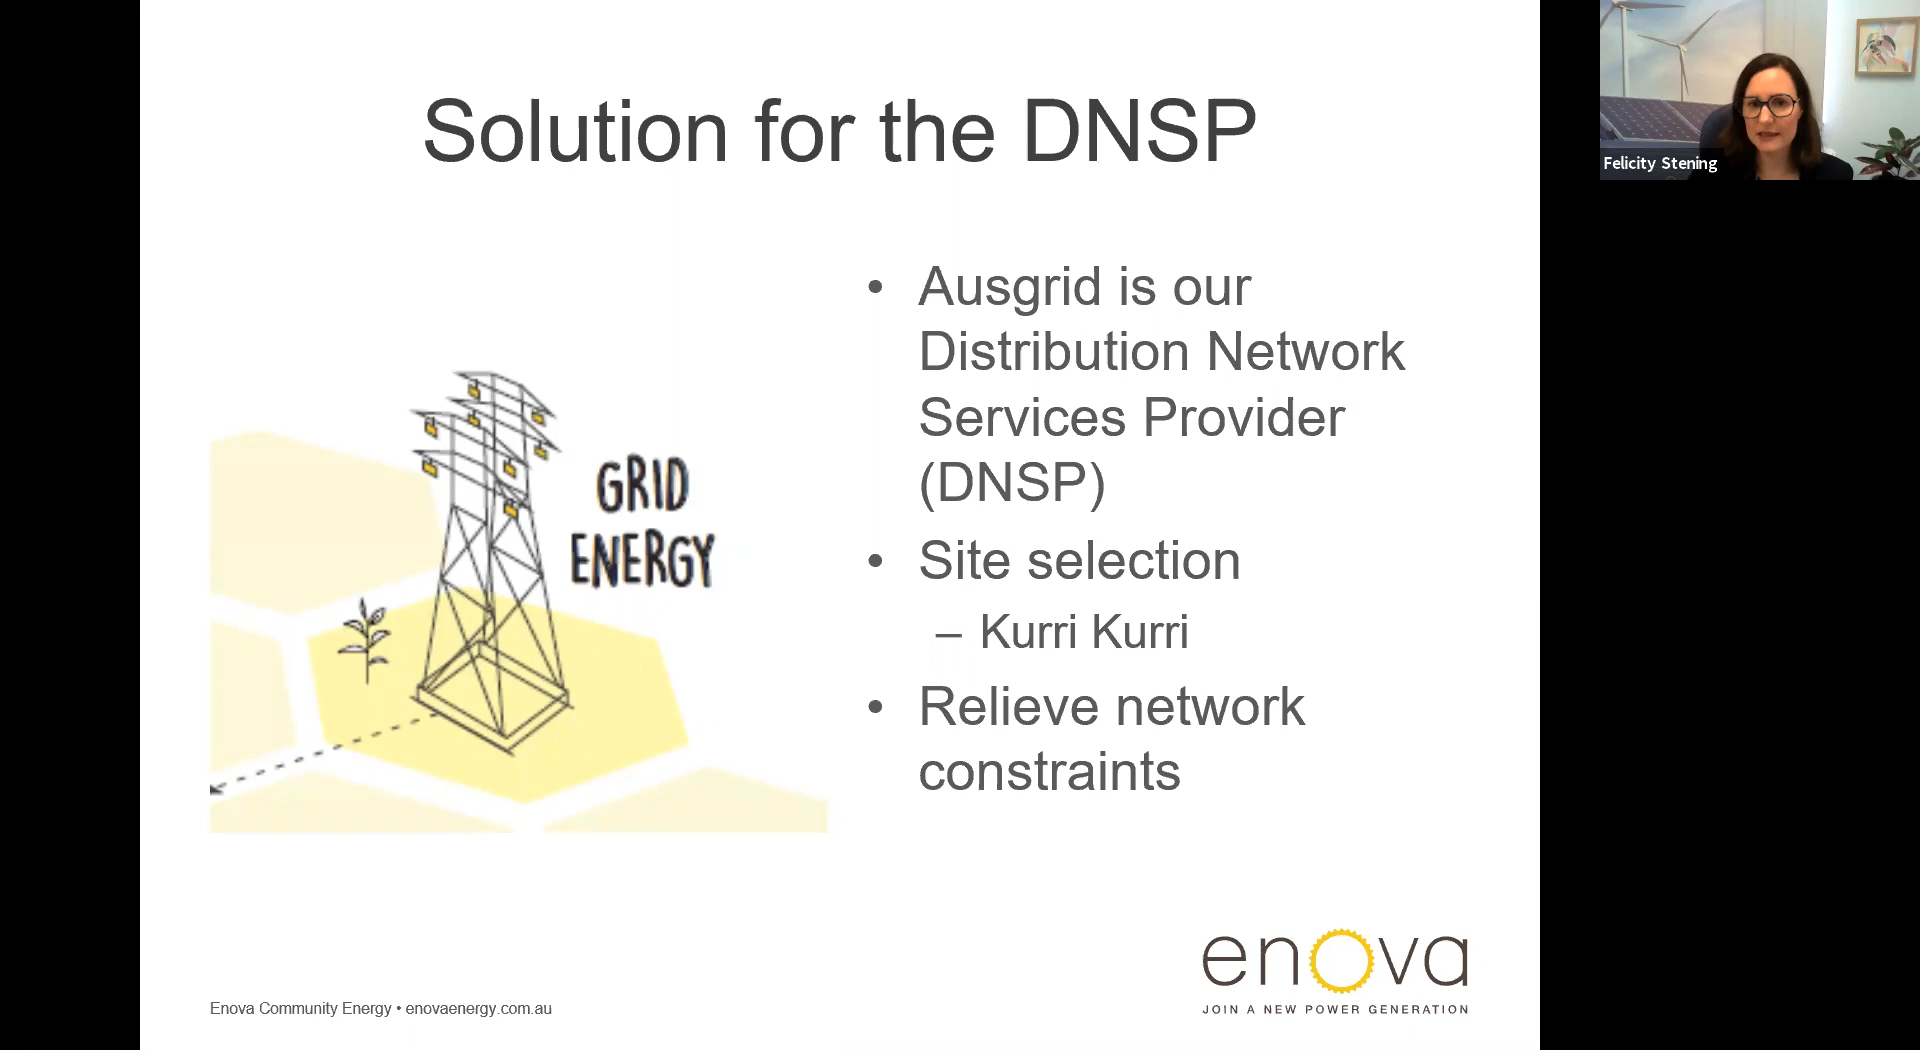 Solution for the DNSP
Felicity Stening
• Ausgrid is our
Distribution Network
Services Provider
(DNSP)
• Site selection
– Kurri Kurri
• Relieve network
constraints
GRID
ENERGY
enova
JOIN A NEW POWER GENERATION
Enova Community Energy • enovaenergy.com.au